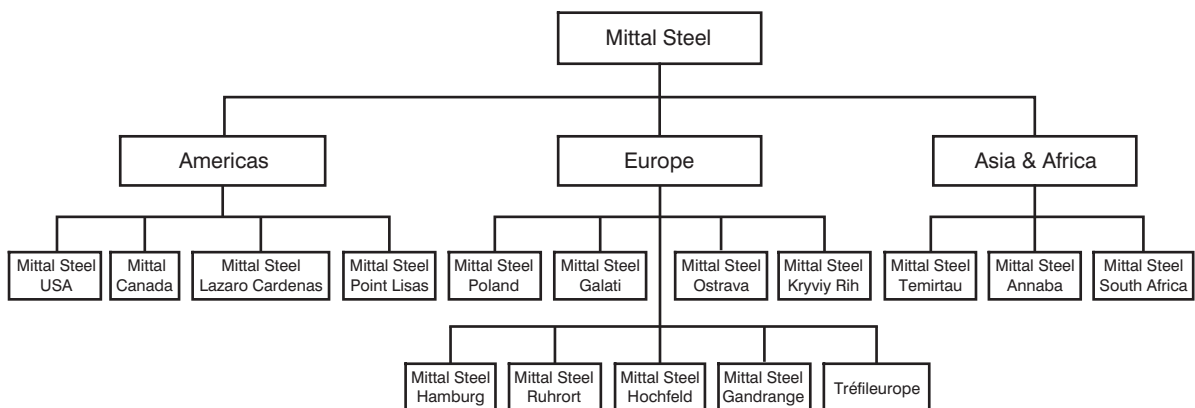 Mittal Steel
Americas
Europe
Asia & Africa
Mittal Steel
USA
Mittal
Canada
Mittal Steel
Lazaro Cardenas
Mittal Steel
Point Lisas
Mittal Steel
Poland
Mittal Steel
Galati
Mittal Steel
Ostrava
Mittal Steel
Kryviy Rih
Mittal Steel
Temirtau
Mittal Steel
Annaba
Mittal Steel
South Africa
Mittal Steel
Hamburg
Mittal Steel
Ruhrort
Mittal Steel
Hochfeld
Mittal Steel
Gandrange
Tréfileurope